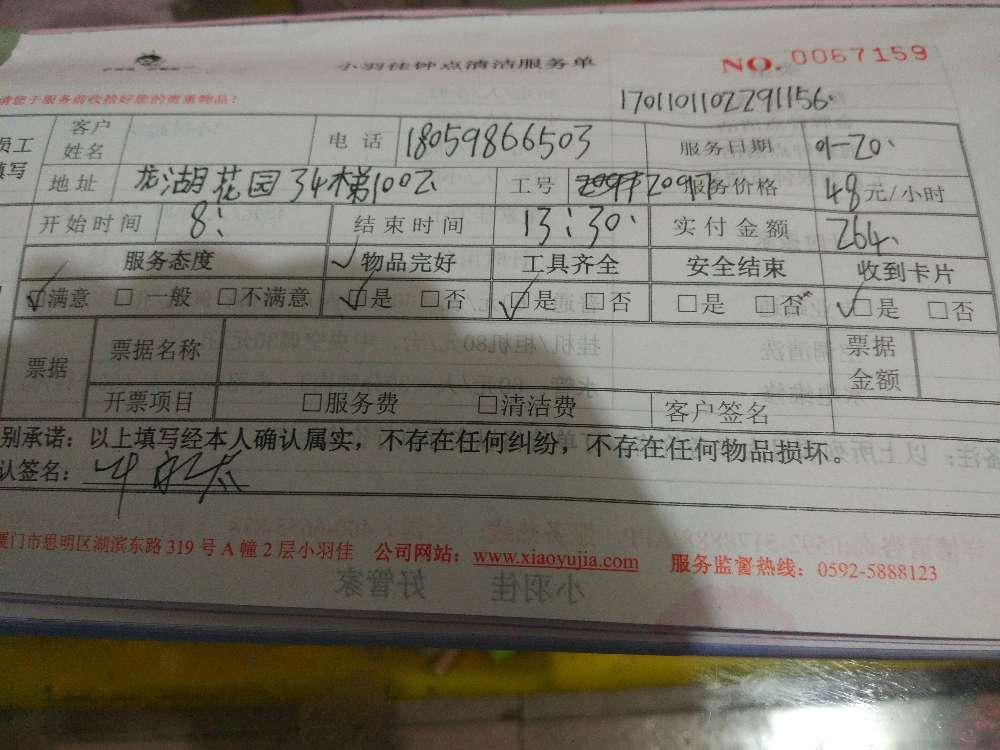 小羽佳钟点清洁服务单 NO.0067159
请您于服务前收拾好您的贵重物品！
1701101102291156
员工填写 客户姓名 电话 18059866503 服务日期 01-20
地址 龙湖花园34梯1002 工号 20917 服务价格 48元/小时
开始时间 8: 结束时间 13:30 实付金额 264
服务态度 物品完好 工具齐全 安全结束 收到卡片
☑满意 □一般 □不满意 ☑是 □否 ☑是 □否 □是 □否 ☑是 □否
票据 票据名称 票据金额
开票项目 □服务费 □清洁费 客户签名
别承诺：以上填写经本人确认属实，不存在任何纠纷，不存在任何物品损坏。
认签名：
厦门市思明区湖滨东路 319 号 A 幢 2 层小羽佳 公司网站：www.xiaoyujia.com 服务监督热线：0592-5888123